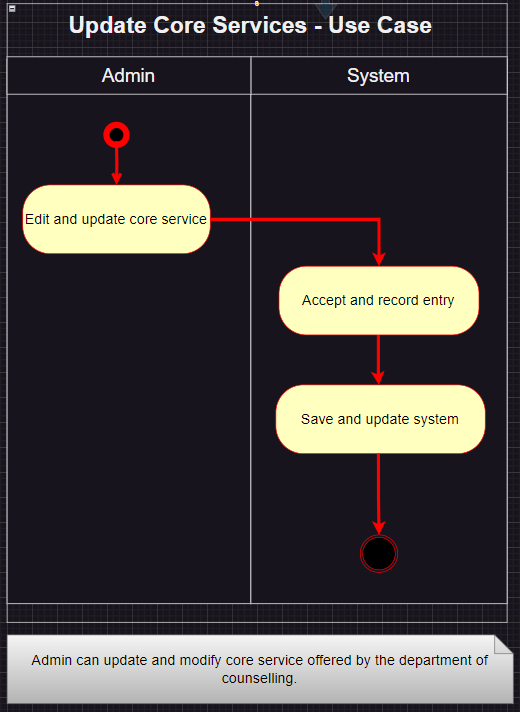 Update Core Services - Use Case
Admin
System
Edit and update core service
Accept and record entry
Save and update system
Admin can update and modify core service offered by the department of
counselling.